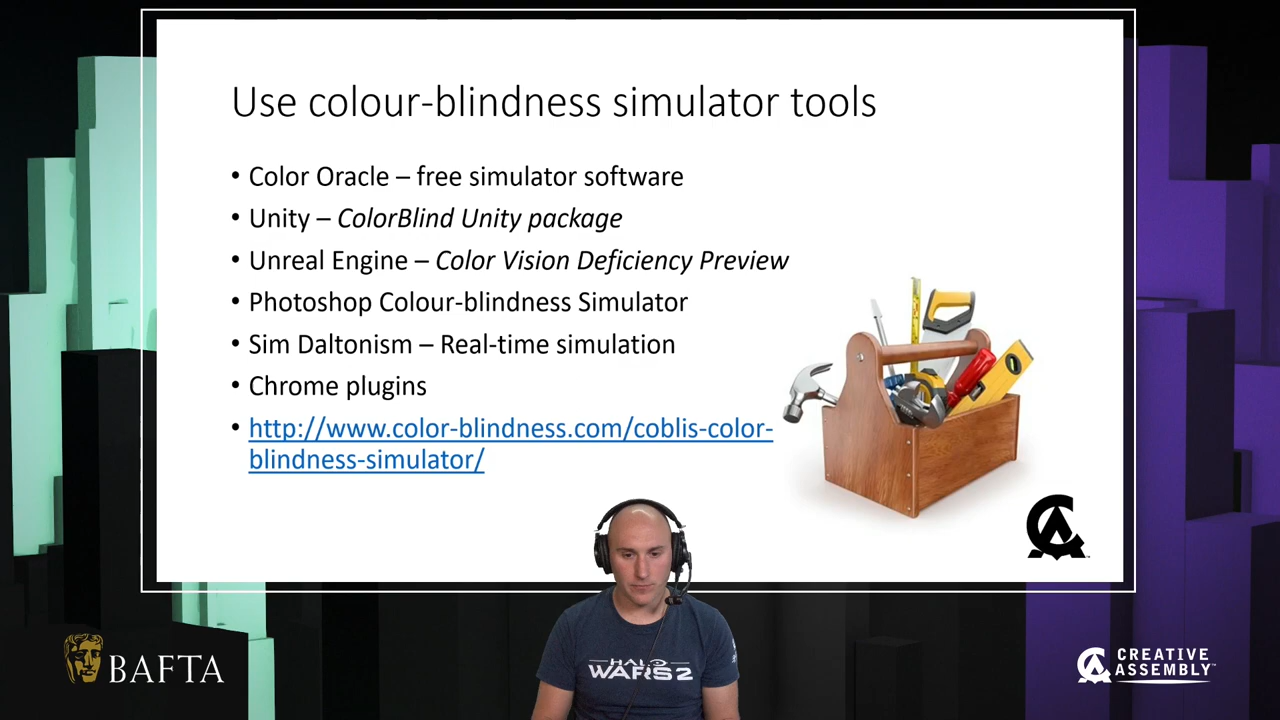 Use colour-blindness simulator tools
• Color Oracle – free simulator software
• Unity – ColorBlind Unity package
• Unreal Engine – Color Vision Deficiency Preview
• Photoshop Colour-blindness Simulator
• Sim Daltonism – Real-time simulation
• Chrome plugins
• http://www.color-blindness.com/coblis-color-
blindness-simulator/
HALO
WARS 2
BAFTA
CREATIVE
ASSEMBLY™